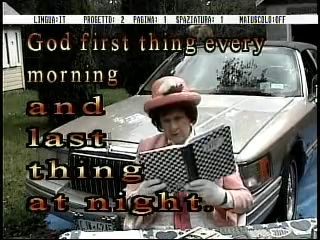 LINGUA:IT PROGETTO: 2 PAGINA: 1 SPAZIATURA: 1 MAIUSCOLO:OFF
God first thing every
morning
and
last
thing
at night.